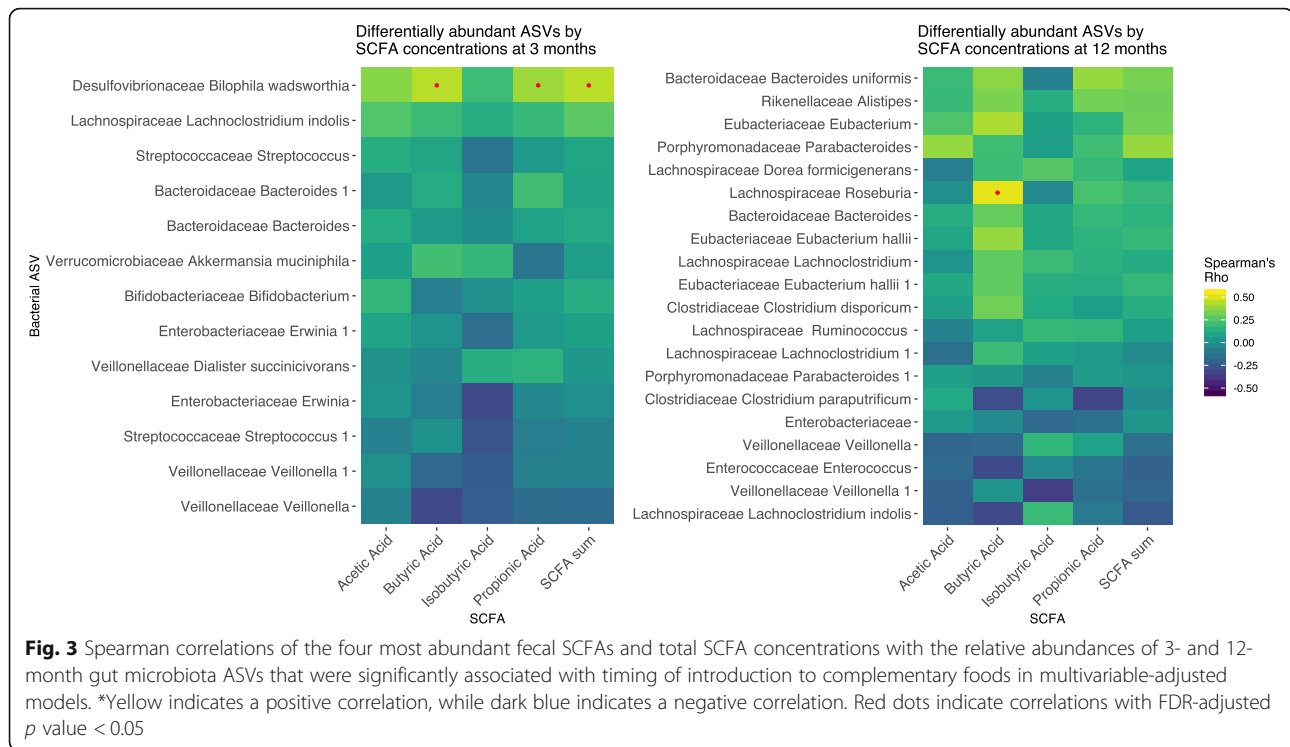 Differentially abundant ASVs by
SCFA concentrations at 3 months
Bacterial ASV
Desulfovibrionaceae Bilophila wadsworthia
Lachnospiraceae Lachnoclostridium indolis
Streptococcaceae Streptococcus
Bacteroidaceae Bacteroides 1
Bacteroidaceae Bacteroides
Verrucomicrobiaceae Akkermansia muciniphila
Bifidobacteriaceae Bifidobacterium
Enterobacteriaceae Erwinia 1
Veillonellaceae Dialister succinicivorans
Enterobacteriaceae Erwinia
Streptococcaceae Streptococcus 1
Veillonellaceae Veillonella 1
Veillonellaceae Veillonella
Acetic Acid
Butyric Acid
Isobutyric Acid
Propionic Acid
SCFA sum
SCFA
Differentially abundant ASVs by
SCFA concentrations at 12 months
Bacteroidaceae Bacteroides uniformis
Rikenellaceae Alistipes
Eubacteriaceae Eubacterium
Porphyromonadaceae Parabacteroides
Lachnospiraceae Dorea formicigenerans
Lachnospiraceae Roseburia
Bacteroidaceae Bacteroides
Eubacteriaceae Eubacterium hallii
Lachnospiraceae Lachnoclostridium
Eubacteriaceae Eubacterium hallii 1
Clostridiaceae Clostridium disporicum
Lachnospiraceae Ruminococcus
Lachnospiraceae Lachnoclostridium 1
Porphyromonadaceae Parabacteroides 1
Clostridiaceae Clostridium paraputrificum
Enterobacteriaceae
Veillonellaceae Veillonella
Enterococcaceae Enterococcus
Veillonellaceae Veillonella 1
Lachnospiraceae Lachnoclostridium indolis
Acetic Acid
Butyric Acid
Isobutyric Acid
Propionic Acid
SCFA sum
SCFA
Spearman's
Rho
0.50
0.25
0.00
-0.25
-0.50
Fig. 3 Spearman correlations of the four most abundant fecal SCFAs and total SCFA concentrations with the relative abundances of 3- and 12-
month gut microbiota ASVs that were significantly associated with timing of introduction to complementary foods in multivariable-adjusted
models. *Yellow indicates a positive correlation, while dark blue indicates a negative correlation. Red dots indicate correlations with FDR-adjusted
p value < 0.05